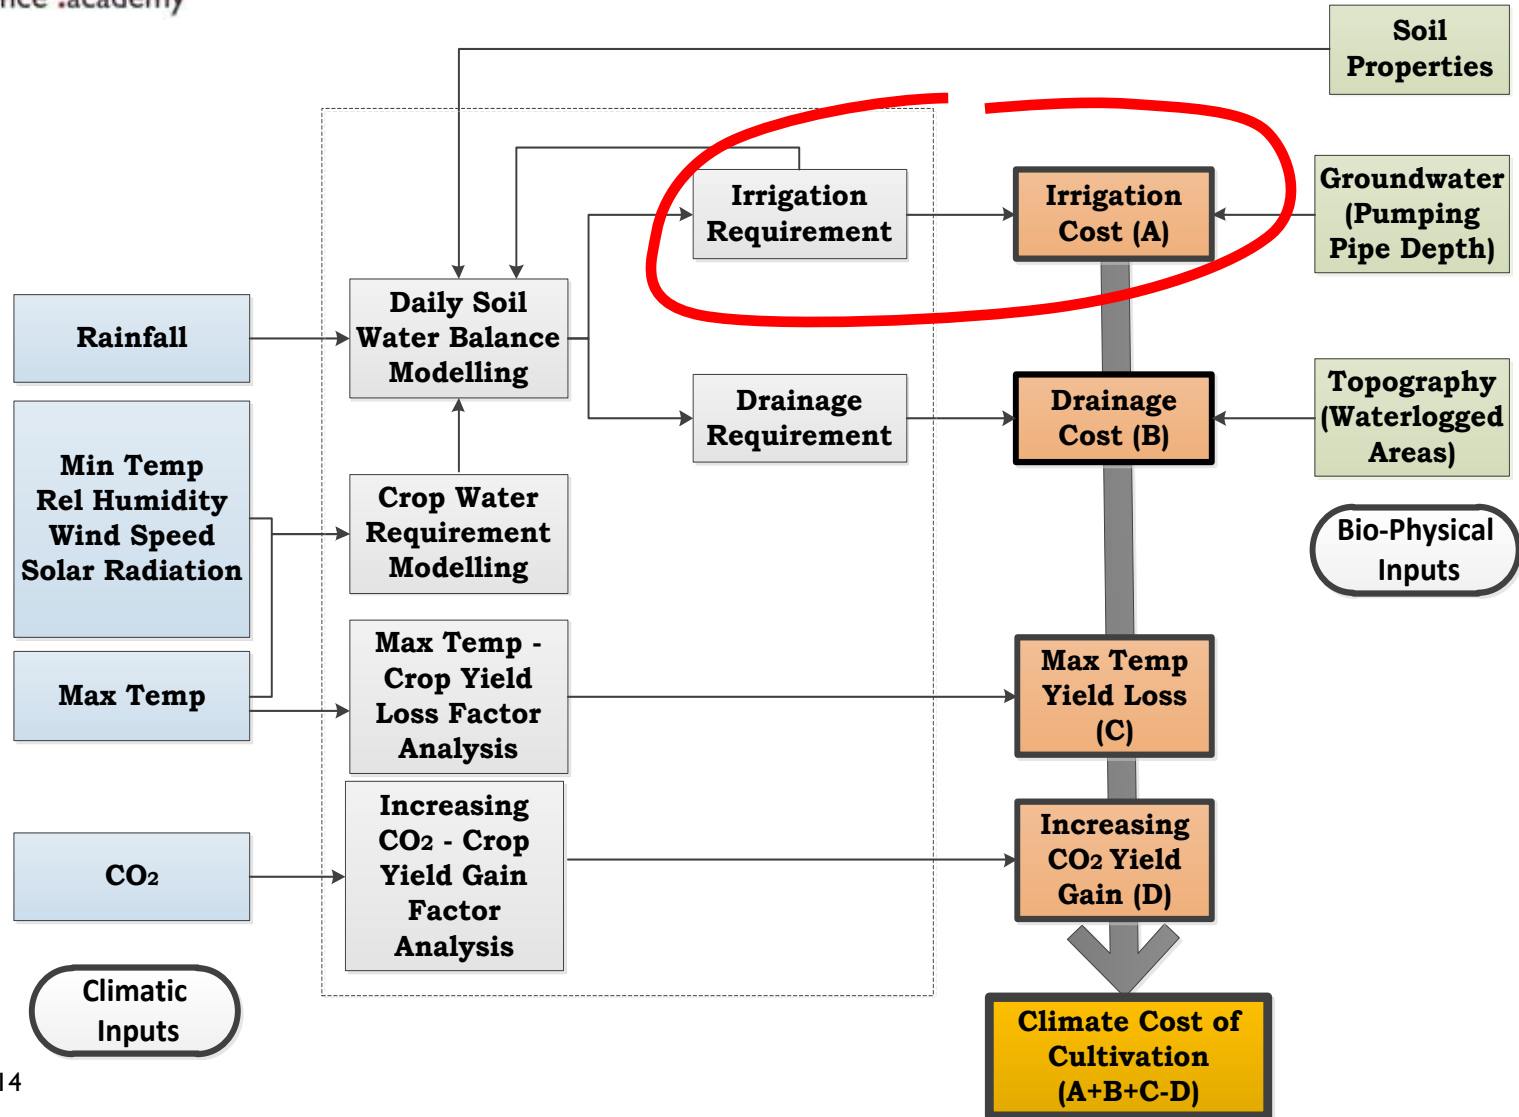 .academy
Soil
Properties
Irrigation
Requirement
Irrigation
Cost (A)
Groundwater
(Pumping
Pipe Depth)
Rainfall
Daily Soil
Water Balance
Modelling
Drainage
Requirement
Drainage
Cost (B)
Topography
(Waterlogged
Areas)
Min Temp
Rel Humidity
Wind Speed
Solar Radiation
Crop Water
Requirement
Modelling
Bio-Physical
Inputs
Max Temp
Max Temp -
Crop Yield
Loss Factor
Analysis
Max Temp
Yield Loss
(C)
CO₂
Increasing
CO₂ - Crop
Yield Gain
Factor
Analysis
Increasing
CO₂ Yield
Gain (D)
Climatic
Inputs
Climate Cost of
Cultivation
(A+B+C-D)
14